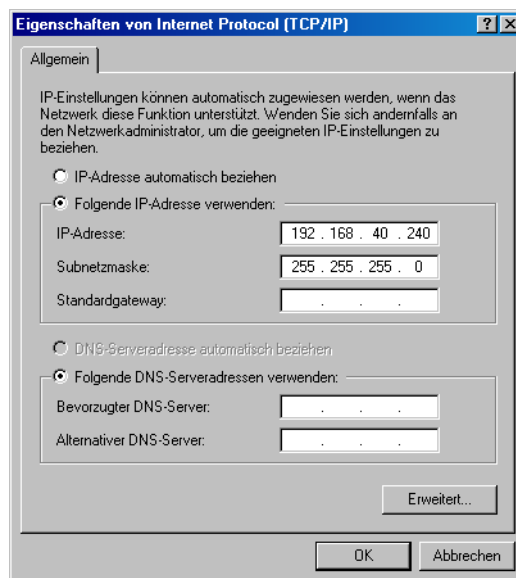 Eigenschaften von Internet Protocol (TCP/IP)
Allgemein
IP-Einstellungen können automatisch zugewiesen werden, wenn das
Netzwerk diese Funktion unterstützt. Wenden Sie sich andernfalls an
den Netzwerkadministrator, um die geeigneten IP-Einstellungen zu
beziehen.
IP-Adresse automatisch beziehen
Folgende IP-Adresse verwenden:
IP-Adresse: 192 . 168 . 40 . 240
Subnetzmaske: 255 . 255 . 255 . 0
Standardgateway: . . .
DNS-Serveradresse automatisch beziehen
Folgende DNS-Serveradressen verwenden:
Bevorzugter DNS-Server: . . .
Alternativer DNS-Server: . . .
Erweitert...
OK Abbrechen